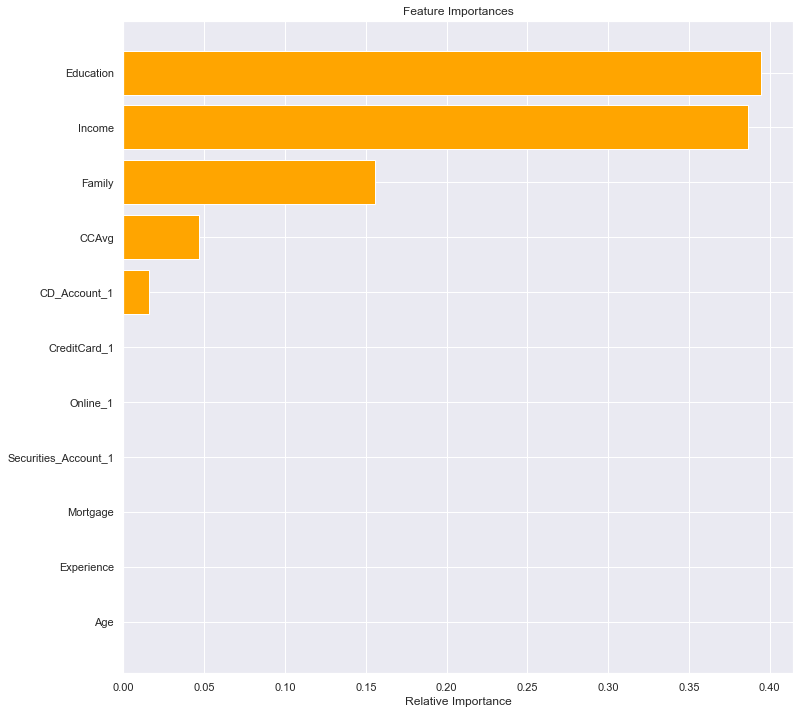 Feature Importances
Education
Income
Family
CCAvg
CD_Account_1
CreditCard_1
Online_1
Securities_Account_1
Mortgage
Experience
Age
0.00 0.05 0.10 0.15 0.20 0.25 0.30 0.35 0.40
Relative Importance